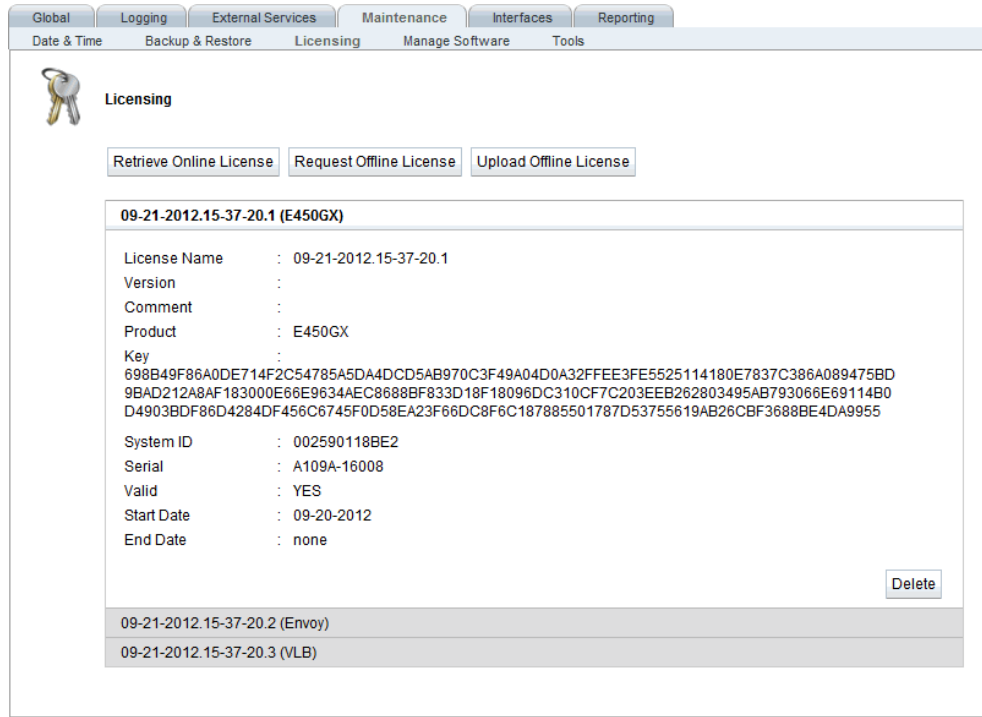 Global Logging External Services Maintenance Interfaces Reporting
Date & Time Backup & Restore Licensing Manage Software Tools
Licensing
Retrieve Online License Request Offline License Upload Offline License
09-21-2012.15-37-20.1 (E450GX)
License Name : 09-21-2012.15-37-20.1
Version :
Comment :
Product : E450GX
Key :
698B49F86A0DE714F2C54785A5DA4DCD5AB970C3F49A04D0A32FFEE3FE5525114180E7837C386A089475BD
9BAD212A8AF183000E66E9634AEC8688BF833D18F18096DC310CF7C203EEB262803495AB793066E69114B0
D4903BDF86D4284DF456C6745F0D58EA23F66DC8F6C187885501787D53755619AB26CBF3688BE4DA9955
System ID : 002590118BE2
Serial : A109A-16008
Valid : YES
Start Date : 09-20-2012
End Date : none
Delete
09-21-2012.15-37-20.2 (Envoy)
09-21-2012.15-37-20.3 (VLB)